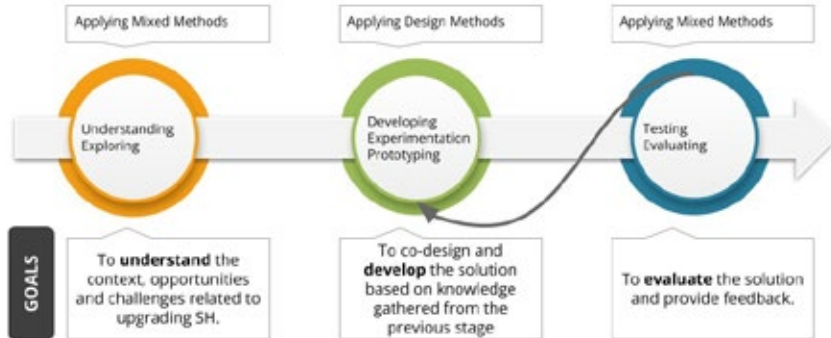 Applying Mixed Methods
Applying Design Methods
Applying Mixed Methods
Understanding
Exploring
Developing
Experimentation
Prototyping
Testing
Evaluating
GOALS
To understand the
context, opportunities
and challenges related to
upgrading SH.
To co-design and
develop the solution
based on knowledge
gathered from the
previous stage
To evaluate the solution
and provide feedback.